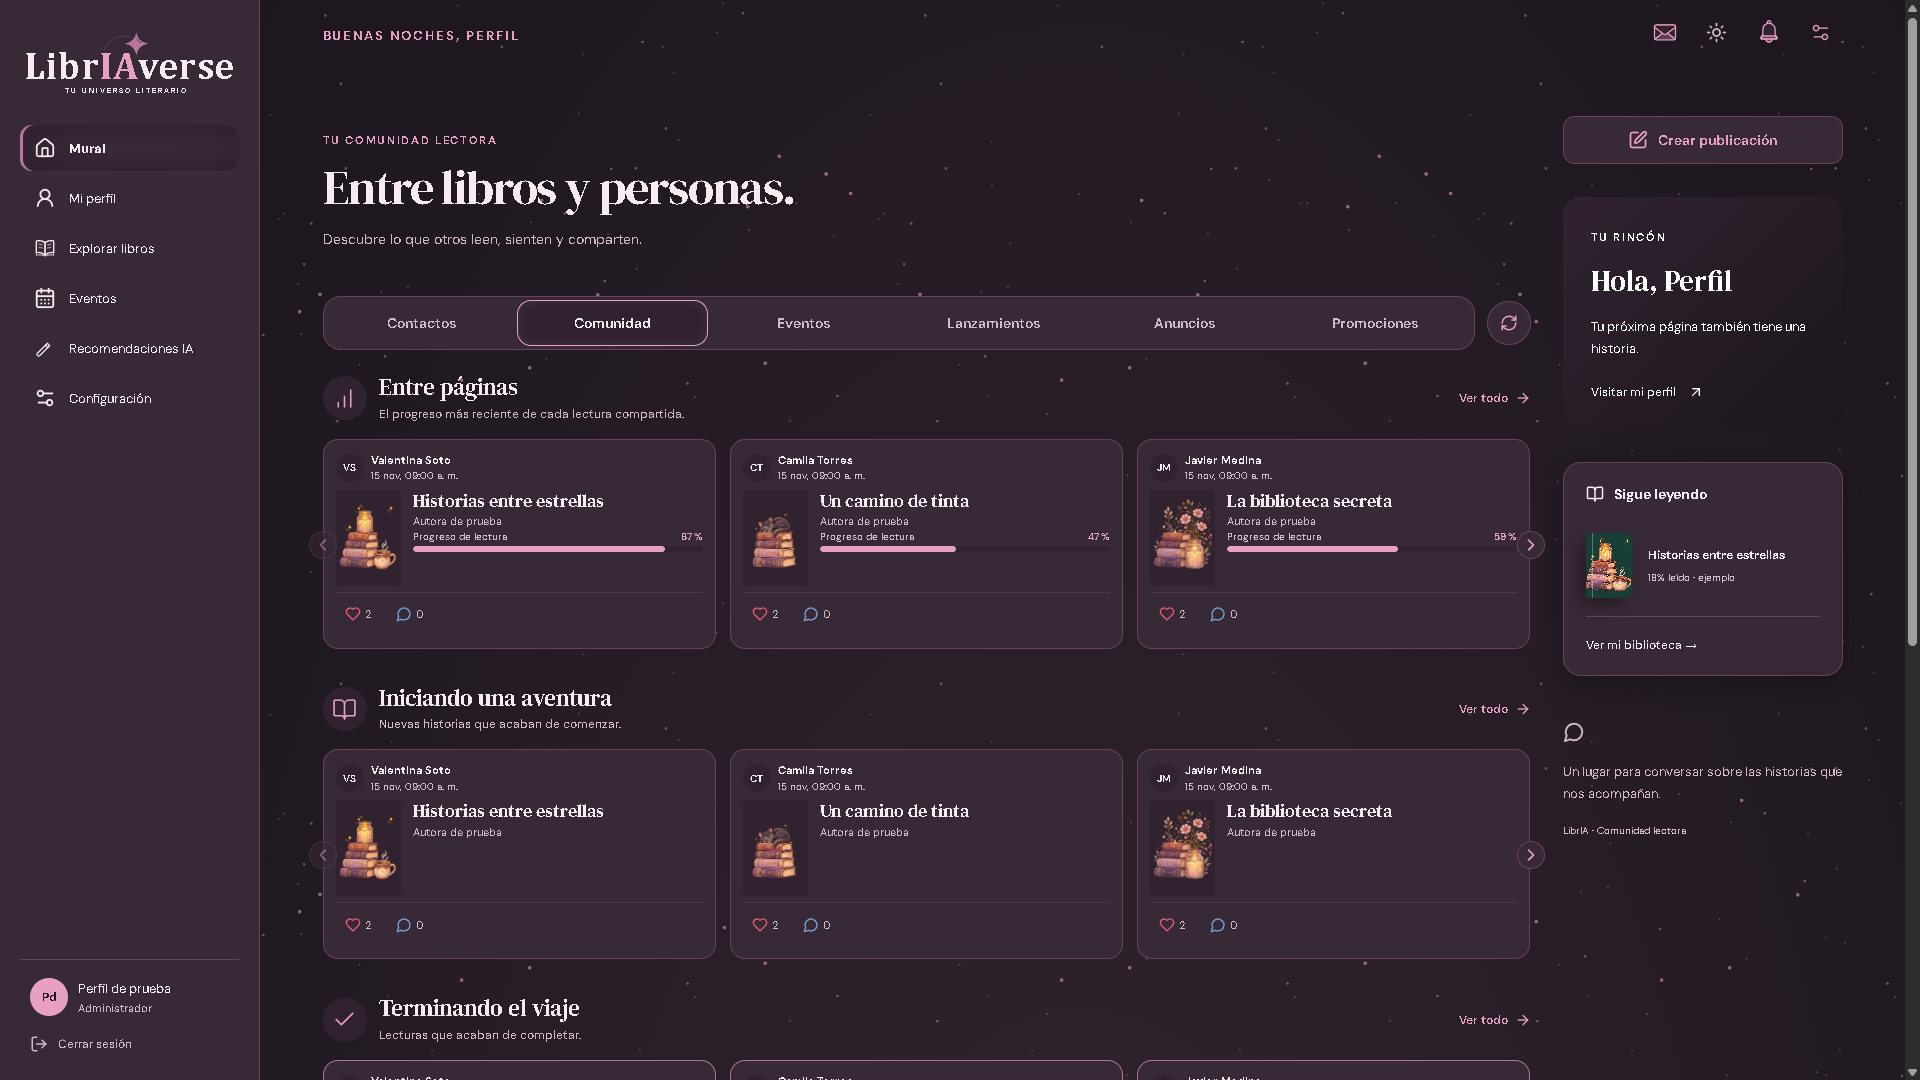 LibrIAverse
TU UNIVERSO LITERARIO
Mural
Mi perfil
Explorar libros
Eventos
Recomendaciones IA
Configuración
Pd
Perfil de prueba
Administrador
Cerrar sesión
BUENAS NOCHES, PERFIL
TU COMUNIDAD LECTORA
Entre libros y personas.
Descubre lo que otros leen, sienten y comparten.
Contactos
Comunidad
Eventos
Lanzamientos
Anuncios
Promociones
Entre páginas
El progreso más reciente de cada lectura compartida.
Ver todo →
VS
Valentina Soto
15 nov, 09:00 a. m.
Historias entre estrellas
Autora de prueba
Progreso de lectura 87%
2 0
CT
Camila Torres
15 nov, 09:00 a. m.
Un camino de tinta
Autora de prueba
Progreso de lectura 47%
2 0
JM
Javier Medina
15 nov, 09:00 a. m.
La biblioteca secreta
Autora de prueba
Progreso de lectura 59%
2 0
Iniciando una aventura
Nuevas historias que acaban de comenzar.
Ver todo →
VS
Valentina Soto
15 nov, 09:00 a. m.
Historias entre estrellas
Autora de prueba
2 0
CT
Camila Torres
15 nov, 09:00 a. m.
Un camino de tinta
Autora de prueba
2 0
JM
Javier Medina
15 nov, 09:00 a. m.
La biblioteca secreta
Autora de prueba
2 0
Terminando el viaje
Lecturas que acaban de completar.
Ver todo →
Crear publicación
TU RINCÓN
Hola, Perfil
Tu próxima página también tiene una
historia.
Visitar mi perfil
Sigue leyendo
Historias entre estrellas
18% leído · ejemplo
Ver mi biblioteca →
Un lugar para conversar sobre las historias que
nos acompañan.
LibrIA · Comunidad lectora